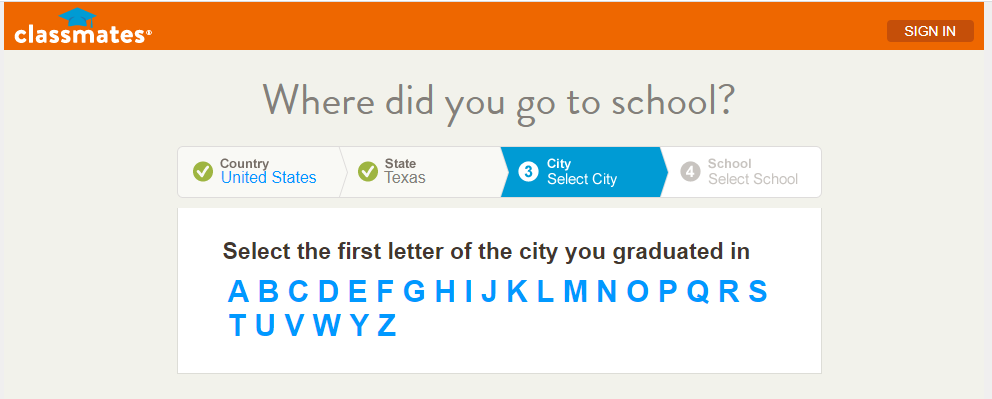 classmates®
SIGN IN
Where did you go to school?
Country
United States
State
Texas
3
City
Select City
4
School
Select School
Select the first letter of the city you graduated in
A B C D E F G H I J K L M N O P Q R S
T U V W Y Z